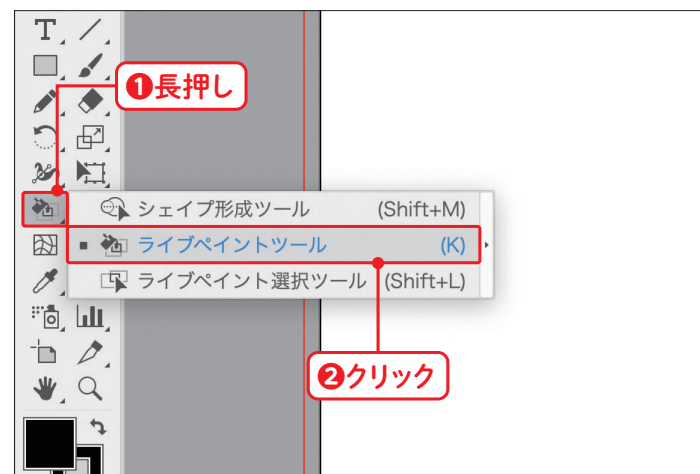 T
❶長押し
シェイプ形成ツール (Shift+M)
ライブペイントツール (K)
ライブペイント選択ツール (Shift+L)
❷クリック